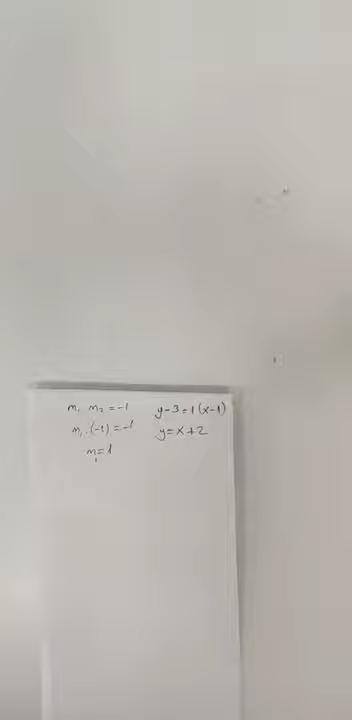 m₁ m₂ = -1
m₁ · (-1) = -1
m₁ = 1
y - 3 = 1 (x - 1)
y = x + 2